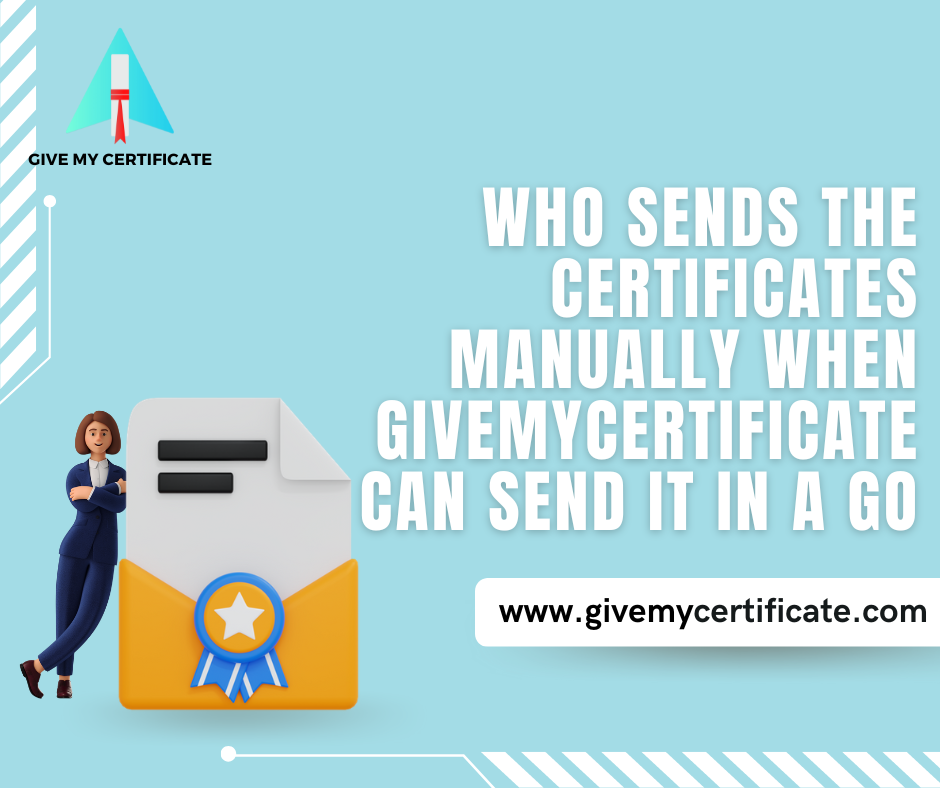 GIVE MY CERTIFICATE
WHO SENDS THE
CERTIFICATES
MANUALLY WHEN
GIVEMYCERTIFICATE
CAN SEND IT IN A GO
www.givemycertificate.com